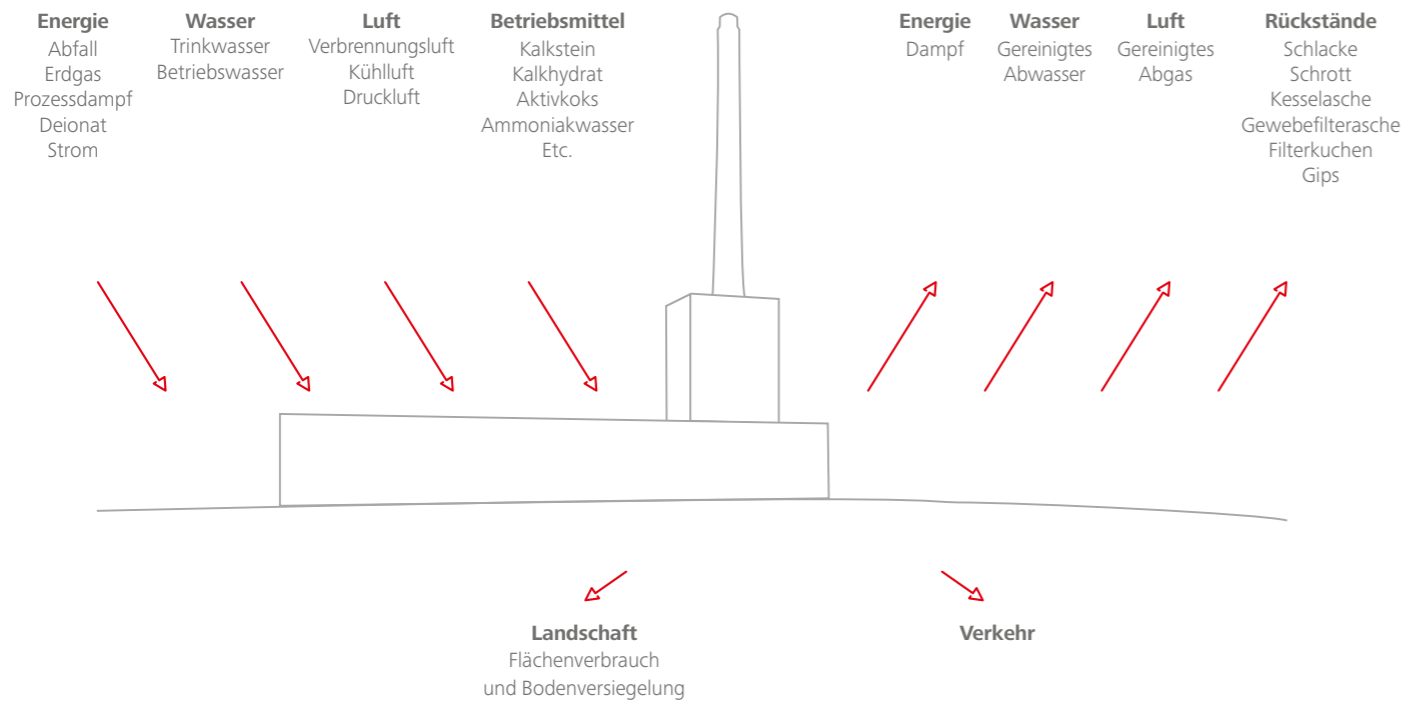 Energie
Abfall
Erdgas
Prozessdampf
Deionat
Strom
Wasser
Trinkwasser
Betriebswasser
Luft
Verbrennungsluft
Kühlluft
Druckluft
Betriebsmittel
Kalkstein
Kalkhydrat
Aktivkoks
Ammoniakwasser
Etc.
Energie
Dampf
Wasser
Gereinigtes
Abwasser
Luft
Gereinigtes
Abgas
Rückstände
Schlacke
Schrott
Kesselasche
Gewebefilterasche
Filterkuchen
Gips
Landschaft
Flächenverbrauch
und Bodenversiegelung
Verkehr